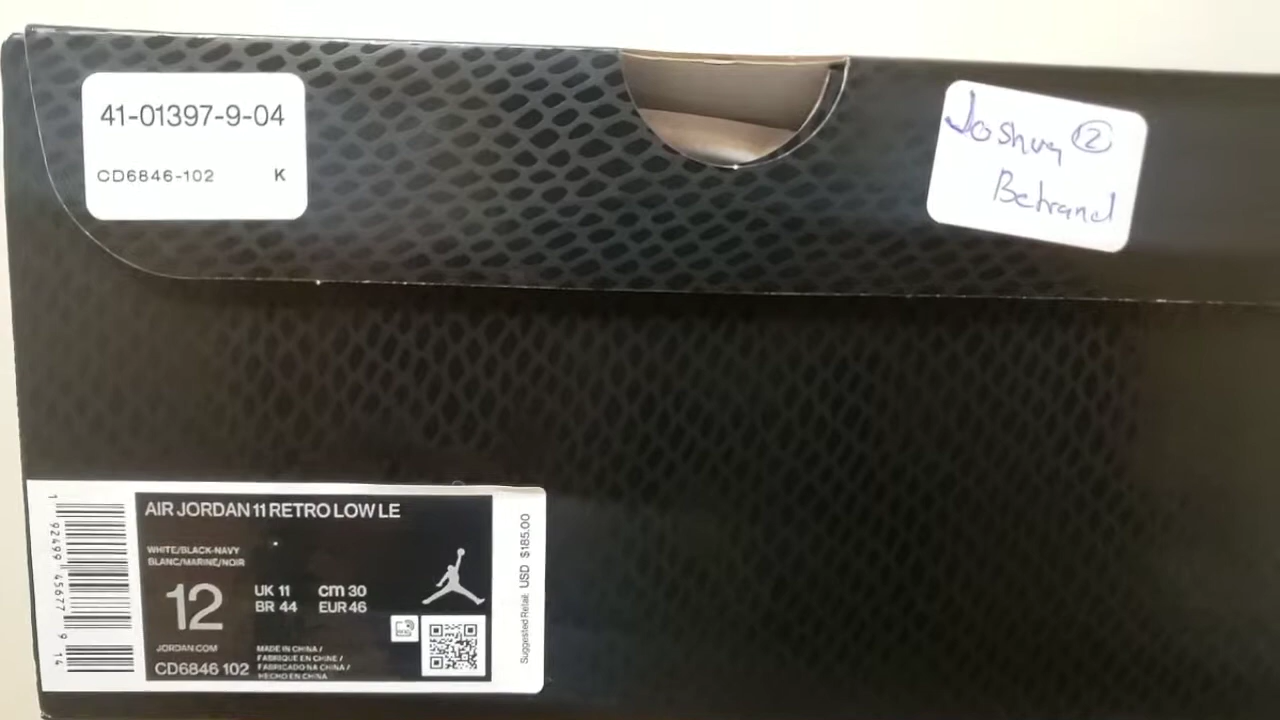 41-01397-9-04
CD6846-102 K
Joshua ②
Betrand
AIR JORDAN 11 RETRO LOW LE
WHITE/BLACK-NAVY
BLANC/MARINE/NOIR
12
UK 11 cm 30
BR 44 EUR 46
JORDAN.COM
CD6846 102
MADE IN CHINA /
FABRIQUE EN CHINE /
FABRICADO NA CHINA /
HECHO EN CHINA
Suggested Retail: USD $185.00
1 92499 45677 9 14